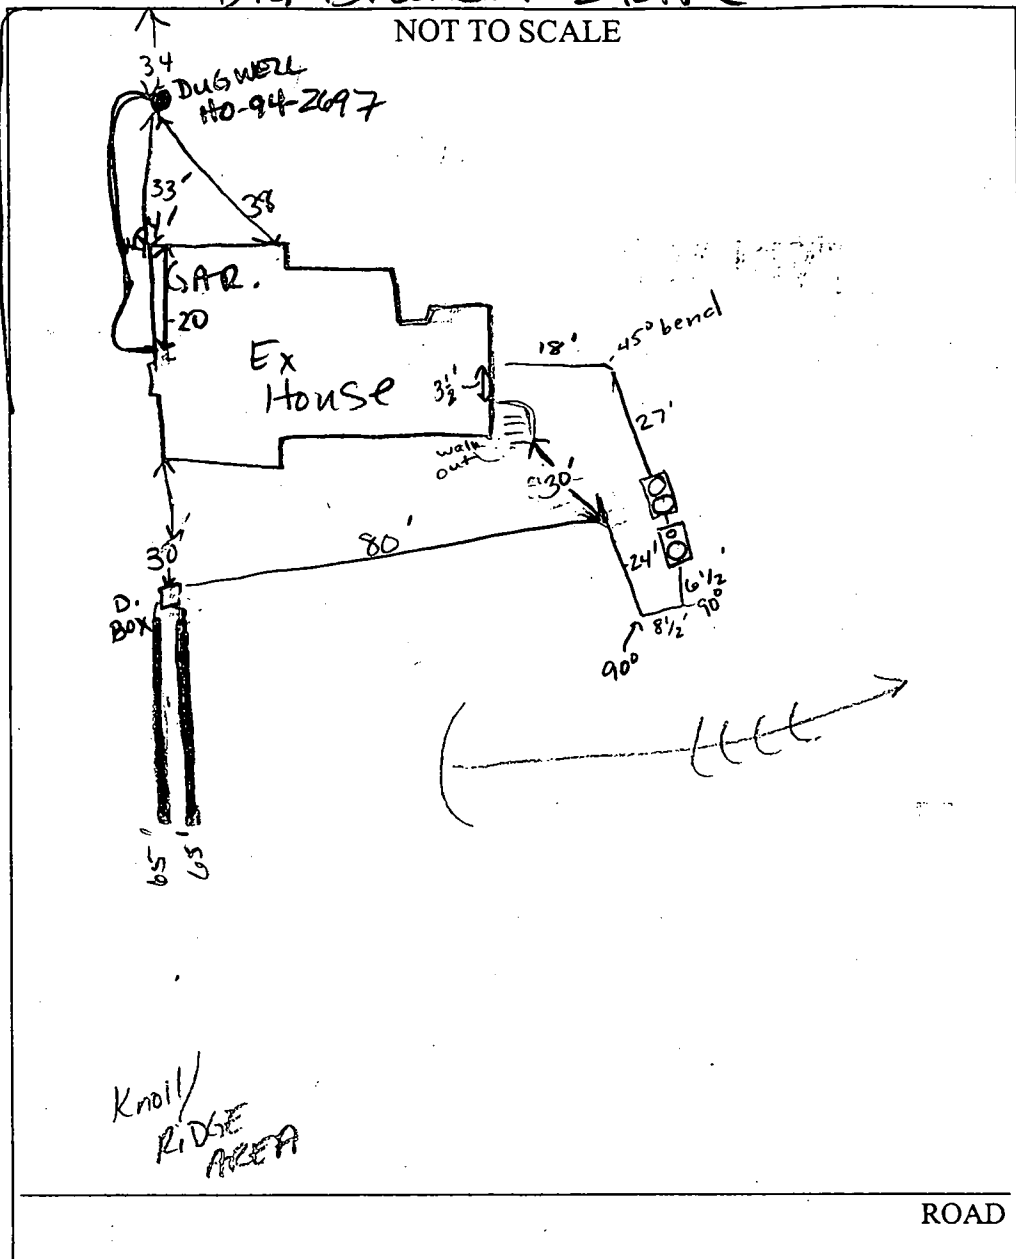 NOT TO SCALE
34
DUGWELL
HO-94-2697
33'
4'
38
GAR.
20
Ex
House
3½'
18'
45° bend
27'
walk
out
30'
80'
24'
6½'
90°
8½'
90°
30'
D.
BOX
65'
65'
Knoll/
RIDGE
AREA
ROAD